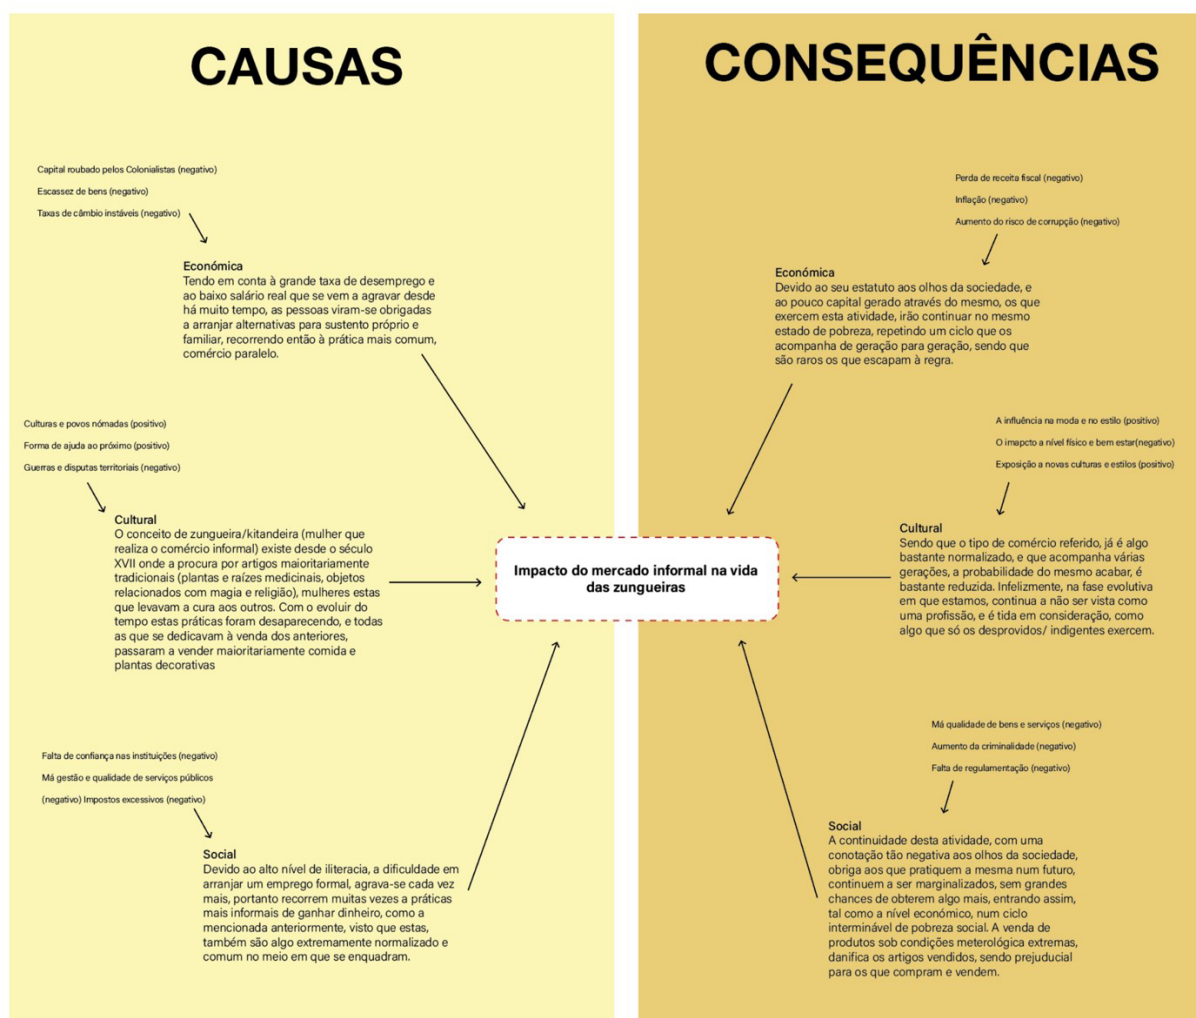 CAUSAS
Capital roubado pelos Colonialistas (negativo)
Escassez de bens (negativo)
Taxas de câmbio instáveis (negativo)
Económica
Tendo em conta à grande taxa de desemprego e
ao baixo salário real que se vem a agravar desde
há muito tempo, as pessoas viram-se obrigadas
a arranjar alternativas para sustento próprio e
familiar, recorrendo então à prática mais comum,
comércio paralelo.
Culturas e povos nómadas (positivo)
Forma de ajuda ao próximo (positivo)
Guerras e disputas territoriais (negativo)
Cultural
O conceito de zungueira/kitandeira (mulher que
realiza o comércio informal) existe desde o século
XVII onde a procura por artigos maioritariamente
tradicionais (plantas e raízes medicinais, objetos
relacionados com magia e religião), mulheres estas
que levavam a cura aos outros. Com o evoluir do
tempo estas práticas foram desaparecendo, e todas
as que se dedicavam à venda dos anteriores,
passaram a vender maioritariamente comida e
plantas decorativas
Falta de confiança nas instituições (negativo)
Má gestão e qualidade de serviços públicos
(negativo) Impostos excessivos (negativo)
Social
Devido ao alto nível de iliteracia, a dificuldade em
arranjar um emprego formal, agrava-se cada vez
mais, portanto recorrem muitas vezes a práticas
mais informais de ganhar dinheiro, como a
mencionada anteriormente, visto que estas,
também são algo extremamente normalizado e
comum no meio em que se enquadram.
Impacto do mercado informal na vida
das zungueiras
CONSEQUÊNCIAS
Perda de receita fiscal (negativo)
Inflação (negativo)
Aumento do risco de corrupção (negativo)
Económica
Devido ao seu estatuto aos olhos da sociedade, e
ao pouco capital gerado através do mesmo, os que
exercem esta atividade, irão continuar no mesmo
estado de pobreza, repetindo um ciclo que os
acompanha de geração para geração, sendo que
são raros os que escapam à regra.
A influência na moda e no estilo (positivo)
O imapcto a nível físico e bem estar(negativo)
Exposição a novas culturas e estilos (positivo)
Cultural
Sendo que o tipo de comércio referido, já é algo
bastante normalizado, e que acompanha várias
gerações, a probabilidade do mesmo acabar, é
bastante reduzida. Infelizmente, na fase evolutiva
em que estamos, continua a não ser vista como
uma profissão, e é tida em consideração, como
algo que só os desprovidos/ indigentes exercem.
Má qualidade de bens e serviços (negativo)
Aumento da criminalidade (negativo)
Falta de regulamentação (negativo)
Social
A continuidade desta atividade, com uma
conotação tão negativa aos olhos da sociedade,
obriga aos que pratiquem a mesma num futuro,
continuem a ser marginalizados, sem grandes
chances de obterem algo mais, entrando assim,
tal como a nível económico, num ciclo
interminável de pobreza social. A venda de
produtos sob condições meterológica extremas,
danifica os artigos vendidos, sendo prejuducial
para os que compram e vendem.